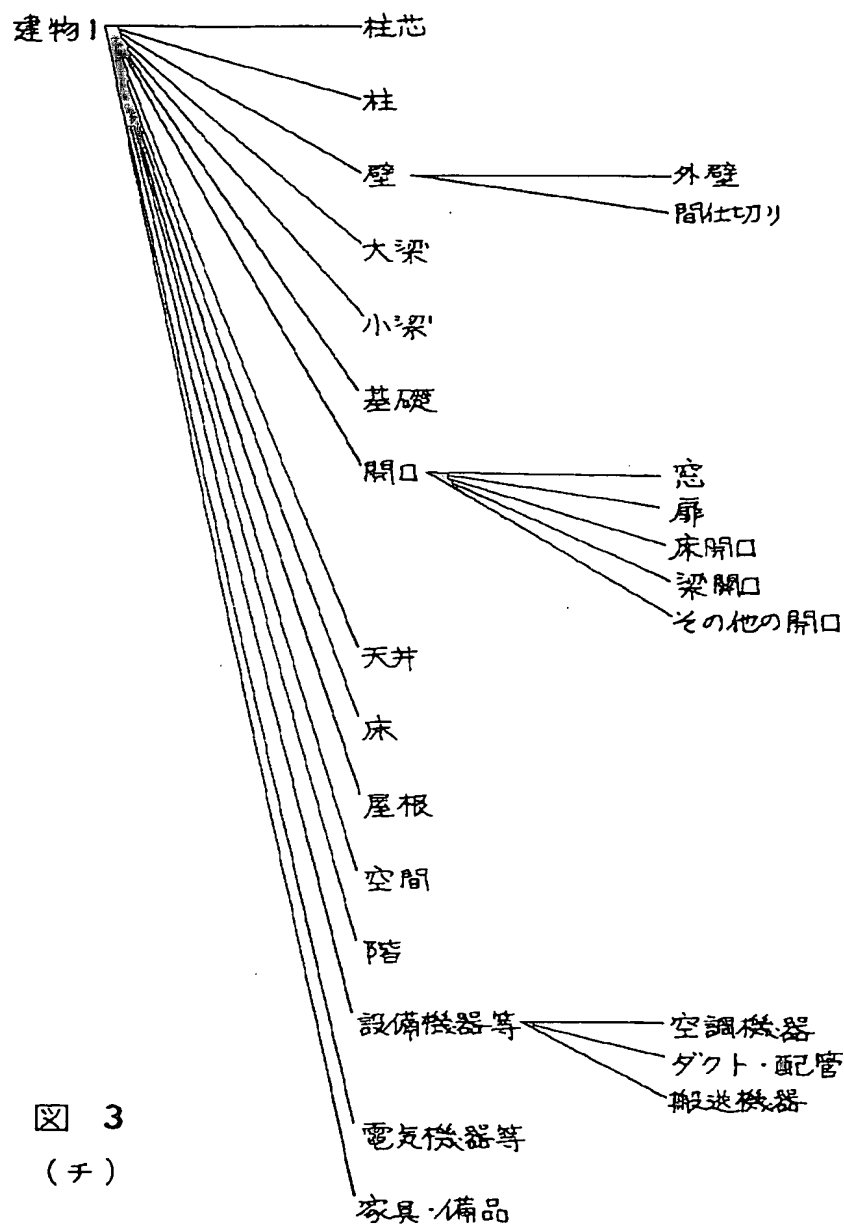 建物1
柱芯
柱
壁
外壁
間仕切り
大梁
小梁
基礎
開口
窓
扉
床開口
梁開口
その他の開口
天井
床
屋根
空間
階
設備機器等
空調機器
ダクト・配管
搬送機器
電気機器等
家具・備品
図 3
(チ)